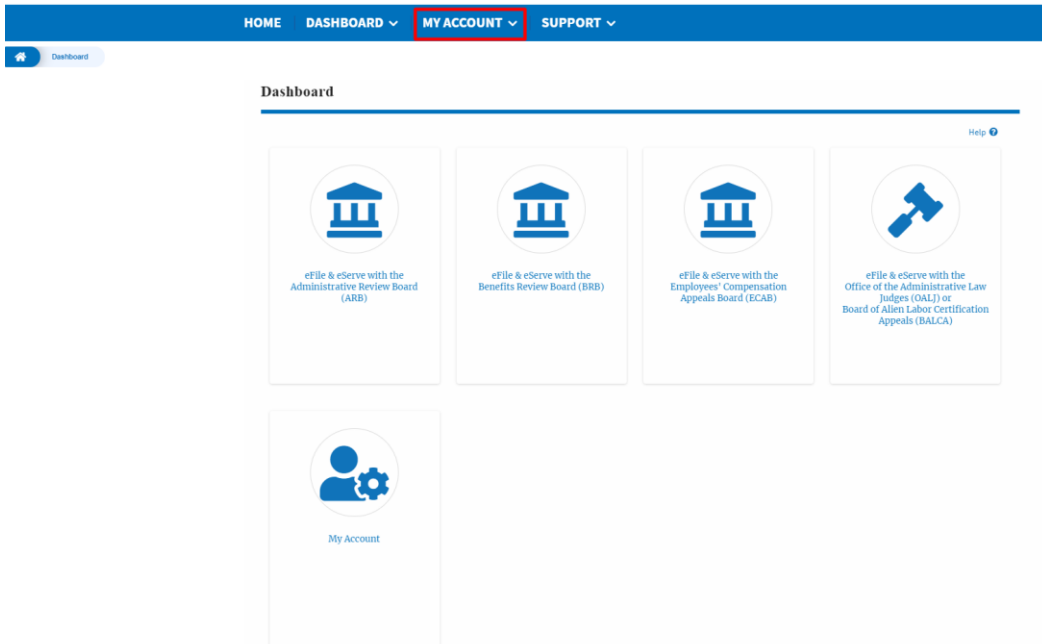 HOME DASHBOARD MY ACCOUNT SUPPORT
Dashboard
Dashboard
Help
eFile & eServe with the
Administrative Review Board
(ARB)
eFile & eServe with the
Benefits Review Board (BRB)
eFile & eServe with the
Employees' Compensation
Appeals Board (ECAB)
eFile & eServe with the
Office of the Administrative Law
Judges (OALJ) or
Board of Alien Labor Certification
Appeals (BALCA)
My Account